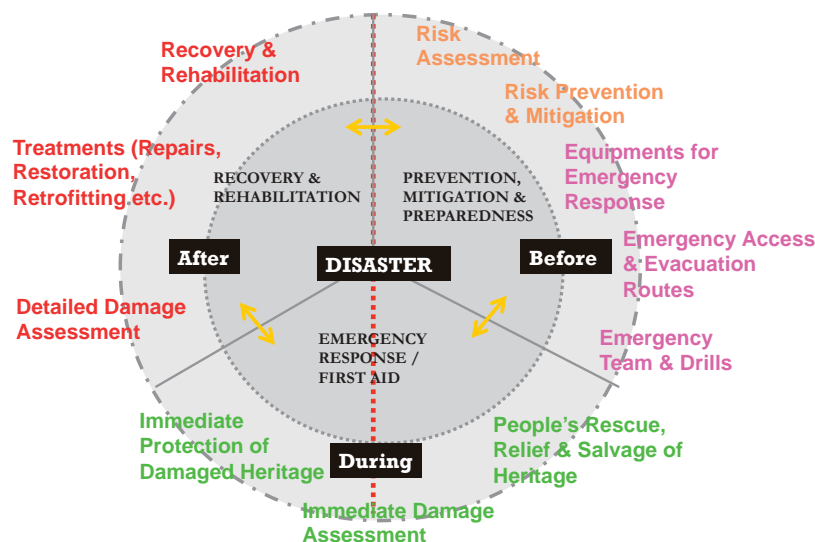 Recovery &
Rehabilitation
Risk
Assessment
Risk Prevention
& Mitigation
Treatments (Repairs,
Restoration,
Retrofitting etc.)
RECOVERY &
REHABILITATION
PREVENTION,
MITIGATION &
PREPAREDNESS
Equipments for
Emergency
Response
After
DISASTER
Before
Emergency Access
& Evacuation
Routes
Detailed Damage
Assessment
EMERGENCY
RESPONSE /
FIRST AID
Emergency
Team & Drills
Immediate
Protection of
Damaged Heritage
During
People's Rescue,
Relief & Salvage of
Heritage
Immediate Damage
Assessment